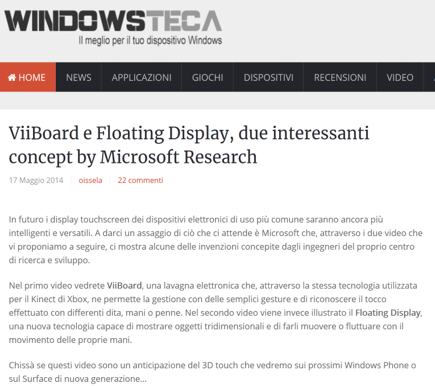 WINDOWSTECA
Il meglio per il tuo dispositivo Windows
HOME NEWS APPLICAZIONI GIOCHI DISPOSITIVI RECENSIONI VIDEO
ViiBoard e Floating Display, due interessanti
concept by Microsoft Research
17 Maggio 2014 oissela 22 commenti
In futuro i display touchscreen dei dispositivi elettronici di uso più comune saranno ancora più
intelligenti e versatili. A darci un assaggio di ciò che ci attende è Microsoft che, attraverso i due video che
vi proponiamo a seguire, ci mostra alcune delle invenzioni concepite dagli ingegneri del proprio centro
di ricerca e sviluppo.
Nel primo video vedrete ViiBoard, una lavagna elettronica che, attraverso la stessa tecnologia utilizzata
per il Kinect di Xbox, ne permette la gestione con delle semplici gesture e di riconoscere il tocco
effettuato con differenti dita, mani o penne. Nel secondo video viene invece illustrato il Floating Display,
una nuova tecnologia capace di mostrare oggetti tridimensionali e di farli muovere o fluttuare con il
movimento delle proprie mani.
Chissà se questi video sono un anticipazione del 3D touch che vedremo sui prossimi Windows Phone o
sul Surface di nuova generazione...